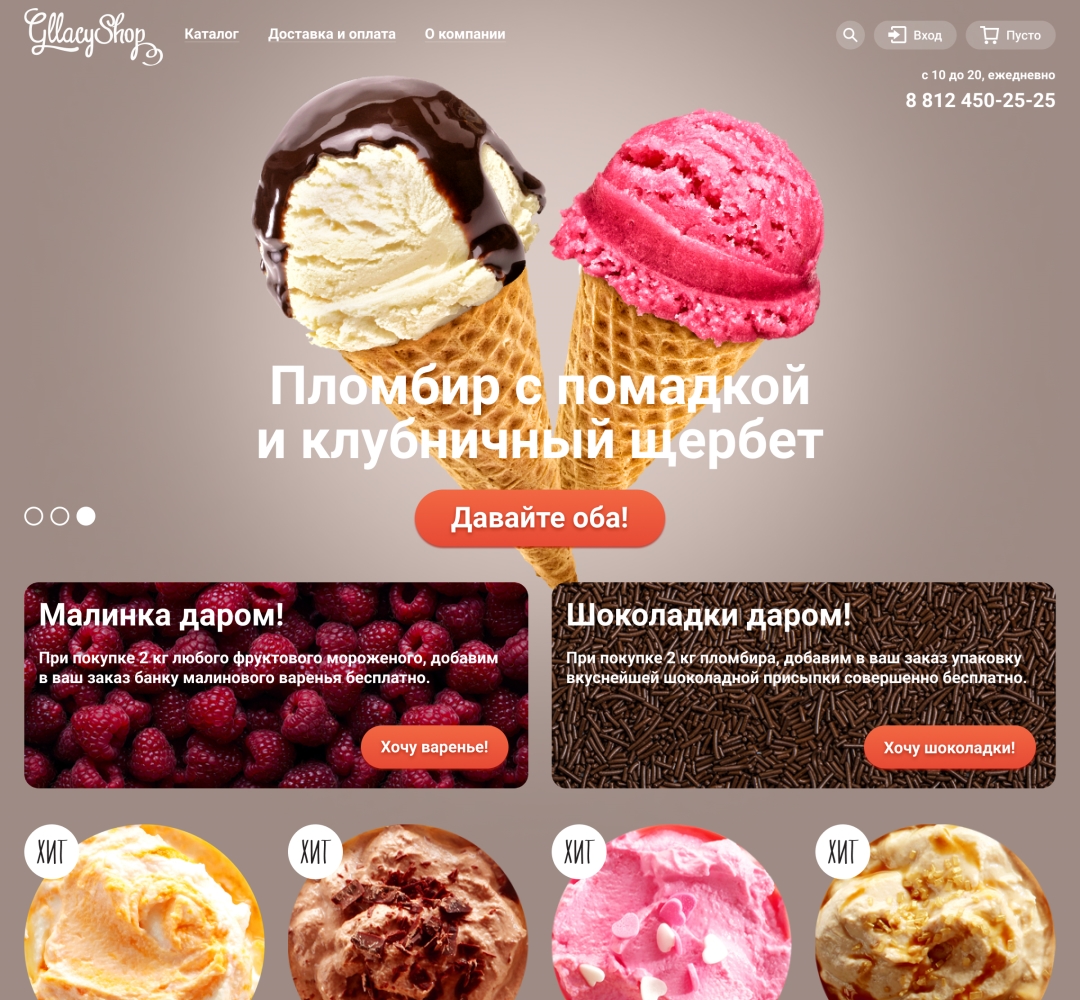 GllacyShop
Каталог
Доставка и оплата
О компании
Вход
Пусто
с 10 до 20, ежедневно
8 812 450-25-25
Пломбир с помадкой
и клубничный щербет
Давайте оба!
Малинка даром!
При покупке 2 кг любого фруктового мороженого, добавим
в ваш заказ банку малинового варенья бесплатно.
Хочу варенье!
Шоколадки даром!
При покупке 2 кг пломбира, добавим в ваш заказ упаковку
вкуснейшей шоколадной присыпки совершенно бесплатно.
Хочу шоколадки!
ХИТ
ХИТ
ХИТ
ХИТ